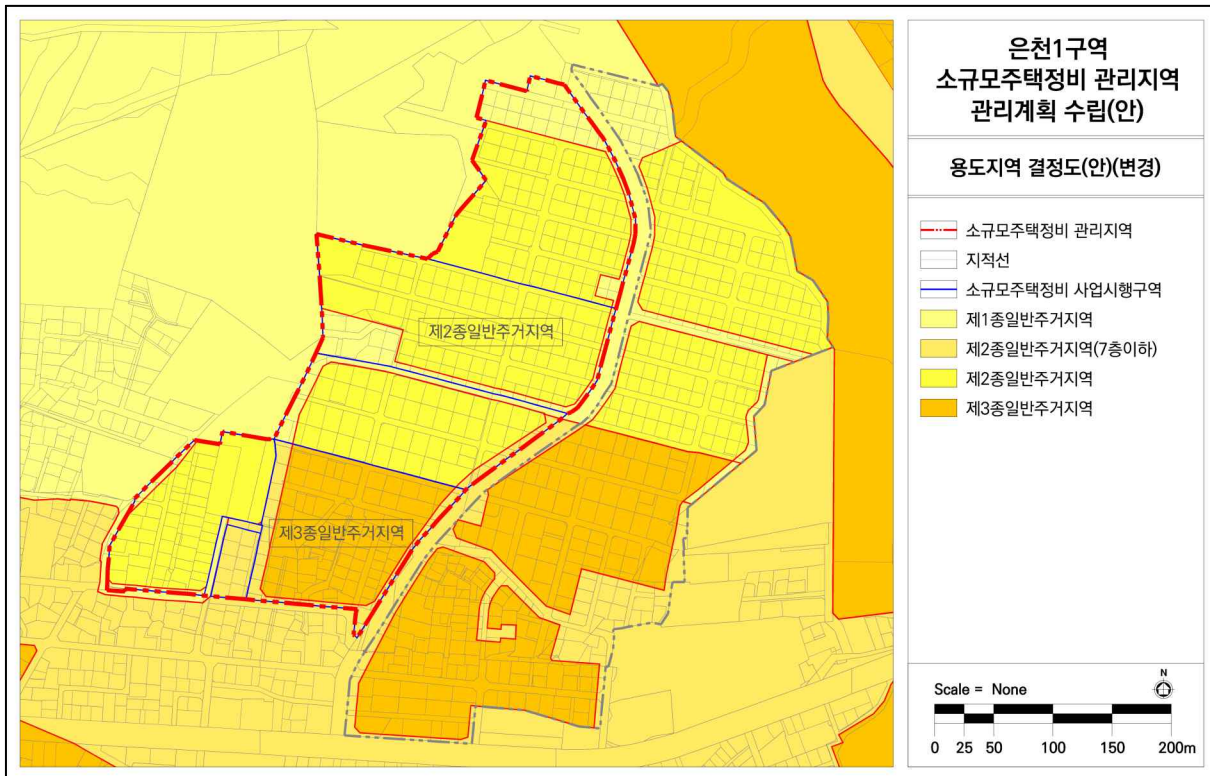 은천1구역
소규모주택정비 관리지역
관리계획 수립(안)
용도지역 결정도(안)(변경)
소규모주택정비 관리지역
지적선
소규모주택정비 사업시행구역
제1종일반주거지역
제2종일반주거지역(7층이하)
제2종일반주거지역
제3종일반주거지역
제2종일반주거지역
제3종일반주거지역
Scale = None
N
0 25 50 100 150 200m